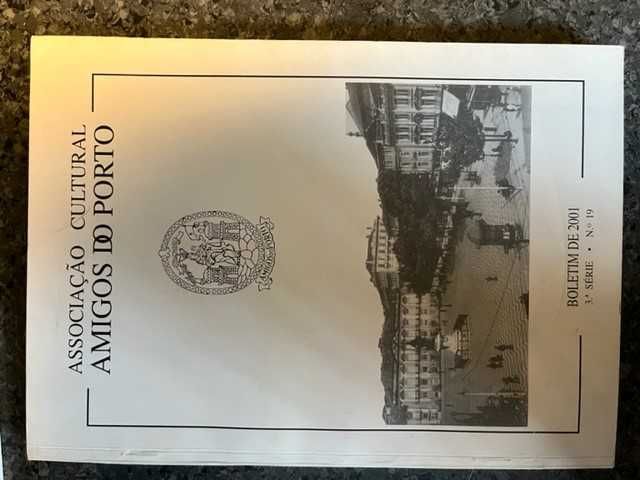 ASSOCIAÇÃO CULTURAL
AMIGOS DO PORTO
BOLETIM DE 2001
3.ª SÉRIE • N.º 19